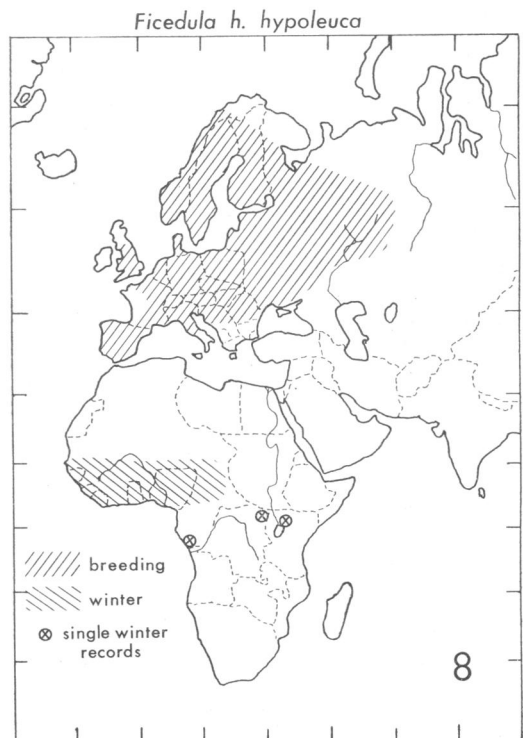 Ficedula h. hypoleuca
breeding
winter
single winter
records
8